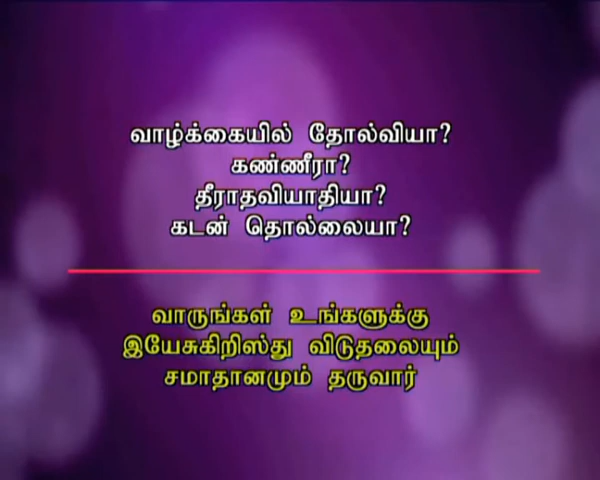 வாழ்க்கையில் தோல்வியா?
கண்ணீரா?
தீராதவியாதியா?
கடன் தொல்லையா?
வாருங்கள் உங்களுக்கு
இயேசுகிறிஸ்து விடுதலையும்
சமாதானமும் தருவார்